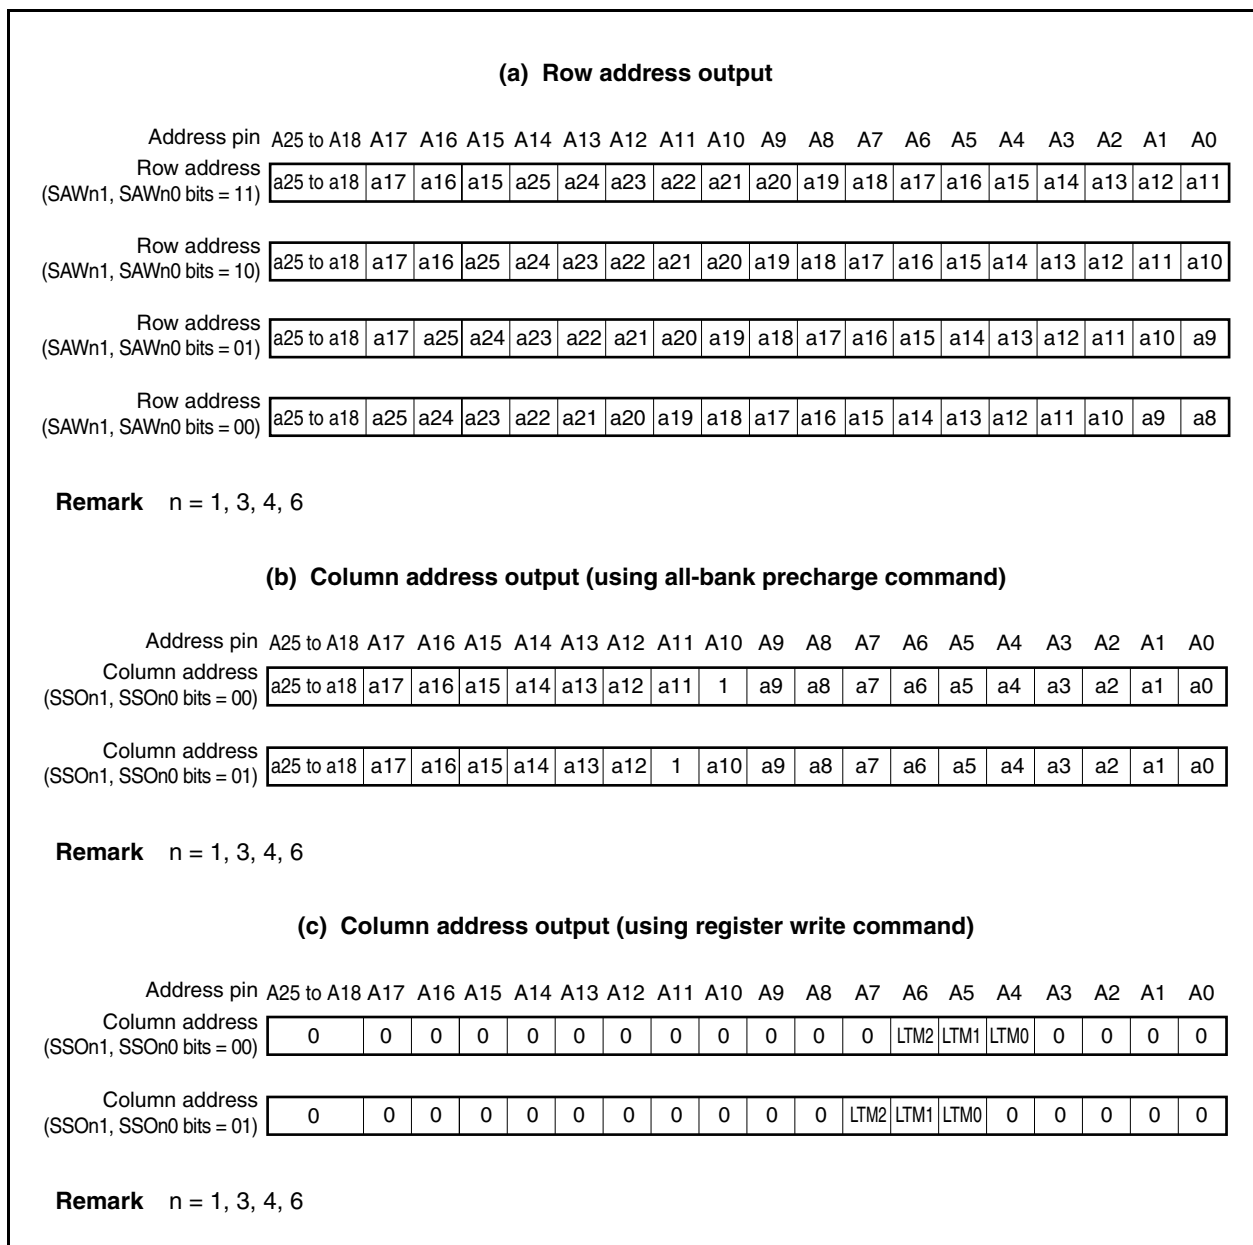 (a) Row address output
Address pin A25 to A18 A17 A16 A15 A14 A13 A12 A11 A10 A9 A8 A7 A6 A5 A4 A3 A2 A1 A0
Row address
(SAWn1, SAWn0 bits = 11) a25 to a18 a17 a16 a15 a25 a24 a23 a22 a21 a20 a19 a18 a17 a16 a15 a14 a13 a12 a11
Row address
(SAWn1, SAWn0 bits = 10) a25 to a18 a17 a16 a25 a24 a23 a22 a21 a20 a19 a18 a17 a16 a15 a14 a13 a12 a11 a10
Row address
(SAWn1, SAWn0 bits = 01) a25 to a18 a17 a25 a24 a23 a22 a21 a20 a19 a18 a17 a16 a15 a14 a13 a12 a11 a10 a9
Row address
(SAWn1, SAWn0 bits = 00) a25 to a18 a25 a24 a23 a22 a21 a20 a19 a18 a17 a16 a15 a14 a13 a12 a11 a10 a9 a8
Remark n = 1, 3, 4, 6
(b) Column address output (using all-bank precharge command)
Address pin A25 to A18 A17 A16 A15 A14 A13 A12 A11 A10 A9 A8 A7 A6 A5 A4 A3 A2 A1 A0
Column address
(SSOn1, SSOn0 bits = 00) a25 to a18 a17 a16 a15 a14 a13 a12 a11 1 a9 a8 a7 a6 a5 a4 a3 a2 a1 a0
Column address
(SSOn1, SSOn0 bits = 01) a25 to a18 a17 a16 a15 a14 a13 a12 1 a10 a9 a8 a7 a6 a5 a4 a3 a2 a1 a0
Remark n = 1, 3, 4, 6
(c) Column address output (using register write command)
Address pin A25 to A18 A17 A16 A15 A14 A13 A12 A11 A10 A9 A8 A7 A6 A5 A4 A3 A2 A1 A0
Column address
(SSOn1, SSOn0 bits = 00) 0 0 0 0 0 0 0 0 0 0 0 0 LTM2 LTM1 LTM0 0 0 0 0
Column address
(SSOn1, SSOn0 bits = 01) 0 0 0 0 0 0 0 0 0 0 0 LTM2 LTM1 LTM0 0 0 0 0 0
Remark n = 1, 3, 4, 6